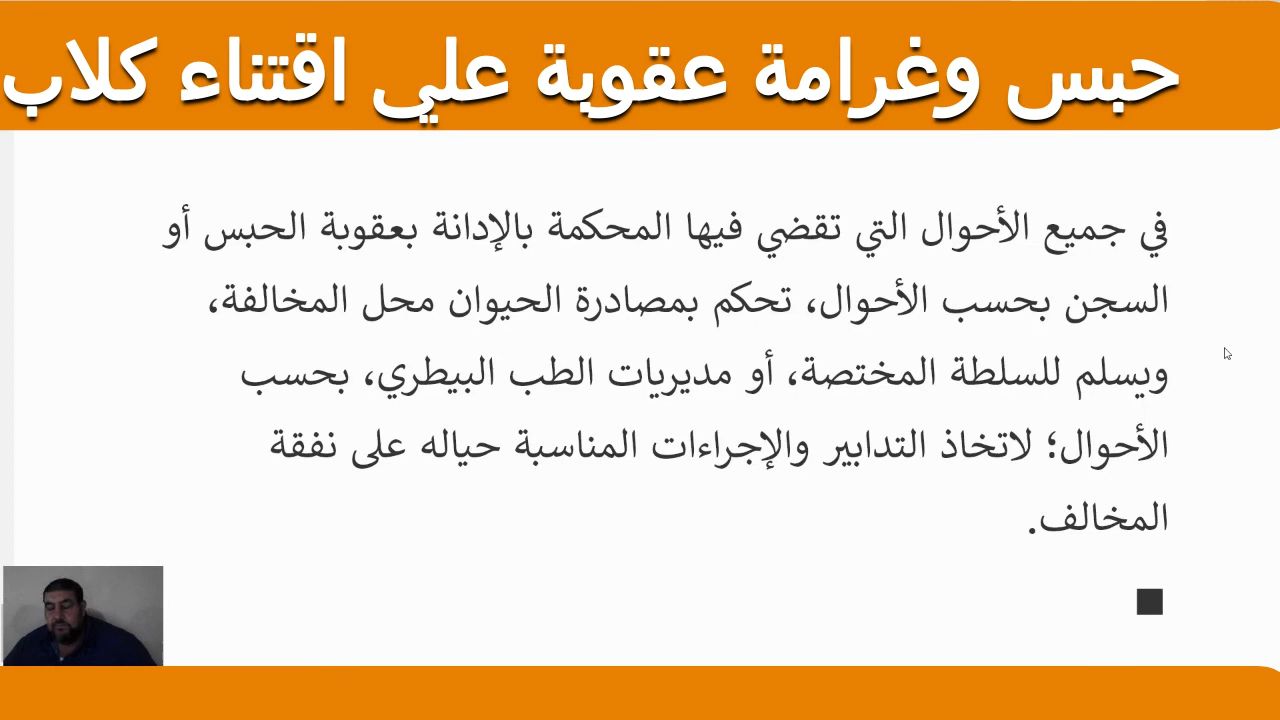 حبس وغرامة عقوبة علي اقتناء كلاب
في جميع الأحوال التي تقضي فيها المحكمة بالإدانة بعقوبة الحبس أو
السجن بحسب الأحوال، تحكم بمصادرة الحيوان محل المخالفة،
ويسلم للسلطة المختصة، أو مديريات الطب البيطري، بحسب
الأحوال؛ لاتخاذ التدابير والإجراءات المناسبة حياله على نفقة
المخالف.